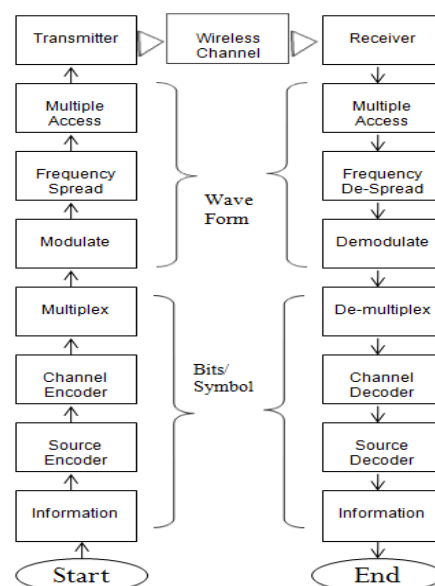 Transmitter
Wireless
Channel
Receiver
Multiple
Access
Multiple
Access
Frequency
Spread
Wave
Form
Frequency
De-Spread
Modulate
Demodulate
Multiplex
De-multiplex
Channel
Encoder
Bits/
Symbol
Channel
Decoder
Source
Encoder
Source
Decoder
Information
Information
Start
End